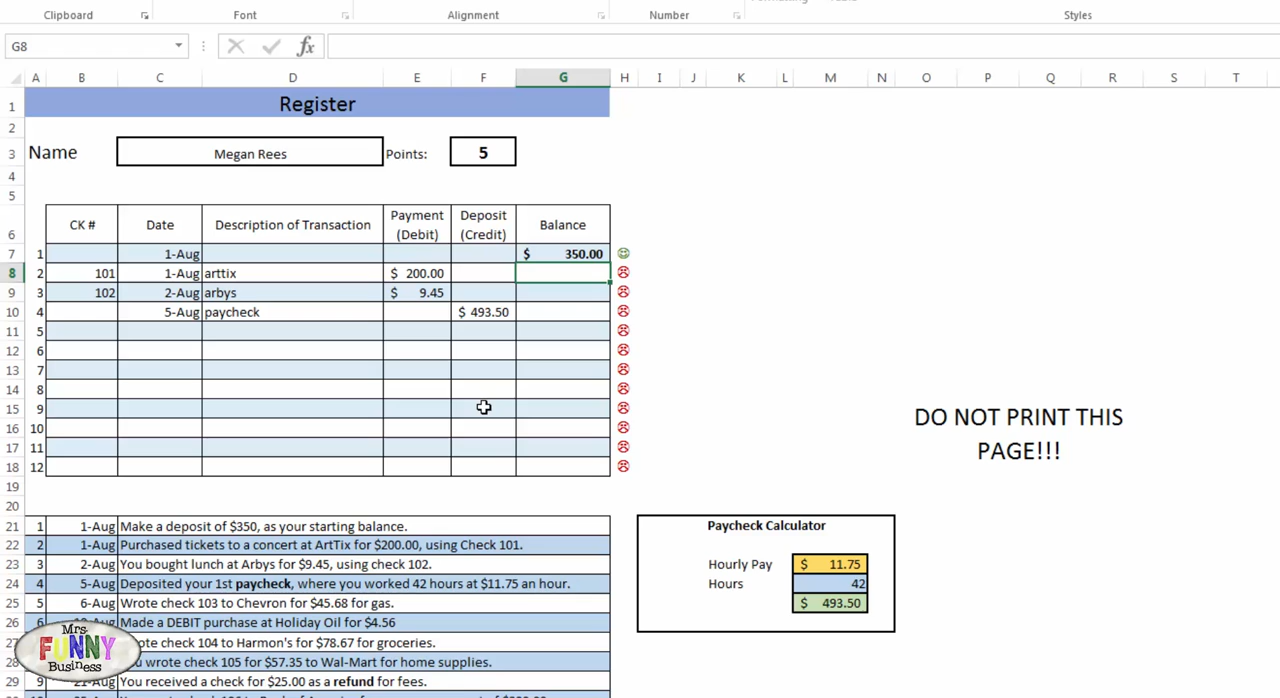 Clipboard Font Alignment Number Styles
G8 fx
A B C D E F G H I J K L M N O P Q R S T
1 Register
2
3 Name Megan Rees Points: 5
4
5
6 CK # Date Description of Transaction Payment (Debit) Deposit (Credit) Balance
7 1 1-Aug $ 350.00
8 2 101 1-Aug arttix $ 200.00
9 3 102 2-Aug arbys $ 9.45
10 4 5-Aug paycheck $ 493.50
11 5
12 6
13 7
14 8
15 9
16 10
17 11
18 12
19
20
DO NOT PRINT THIS
PAGE!!!
21 1 1-Aug Make a deposit of $350, as your starting balance.
22 2 1-Aug Purchased tickets to a concert at ArtTix for $200.00, using Check 101.
23 3 2-Aug You bought lunch at Arbys for $9.45, using check 102.
24 4 5-Aug Deposited your 1st paycheck, where you worked 42 hours at $11.75 an hour.
25 5 6-Aug Wrote check 103 to Chevron for $45.68 for gas.
26 6 Made a DEBIT purchase at Holiday Oil for $4.56
27 check 104 to Harmon's for $78.67 for groceries.
28 wrote check 105 for $57.35 to Wal-Mart for home supplies.
29 9 21-Aug You received a check for $25.00 as a refund for fees.
Paycheck Calculator
Hourly Pay $ 11.75
Hours 42
$ 493.50
Mrs.
FUNNY
Business